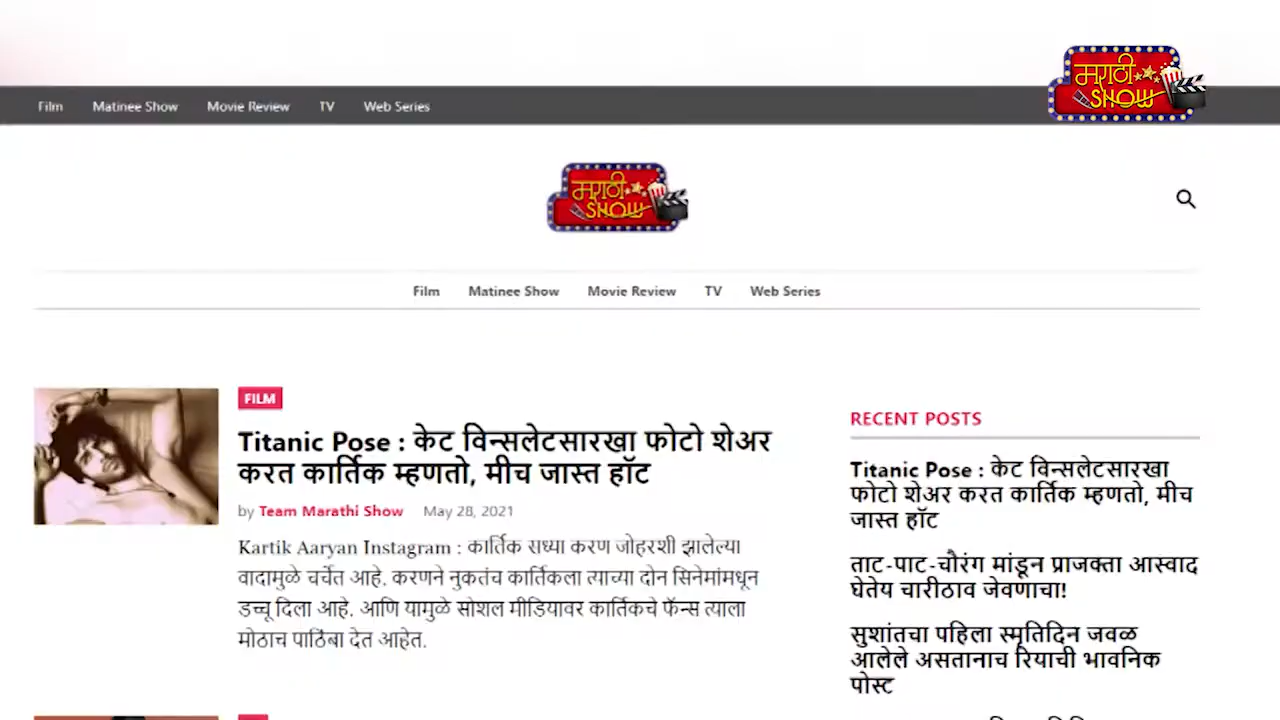 मराठी
SHOW
Film Matinee Show Movie Review TV Web Series
मराठी
SHOW
Film Matinee Show Movie Review TV Web Series
FILM
Titanic Pose : केट विन्सलेटसारखा फोटो शेअर
करत कार्तिक म्हणतो, मीच जास्त हॉट
by Team Marathi Show May 28, 2021
Kartik Aaryan Instagram : कार्तिक सध्या करण जोहरशी झालेल्या
वादामुळे चर्चेत आहे. करणने नुकतंच कार्तिकला त्याच्या दोन सिनेमांमधून
डच्चू दिला आहे. आणि यामुळे सोशल मीडियावर कार्तिकचे फॅन्स त्याला
मोठाच पाठिंबा देत आहेत.
RECENT POSTS
Titanic Pose : केट विन्सलेटसारखा
फोटो शेअर करत कार्तिक म्हणतो, मीच
जास्त हॉट
ताट-पाट-चौरंग मांडून प्राजक्ता आस्वाद
घेतेय चारीठाव जेवणाचा!
सुशांतचा पहिला स्मृतिदिन जवळ
आलेले असतानाच रियाची भावनिक
पोस्ट